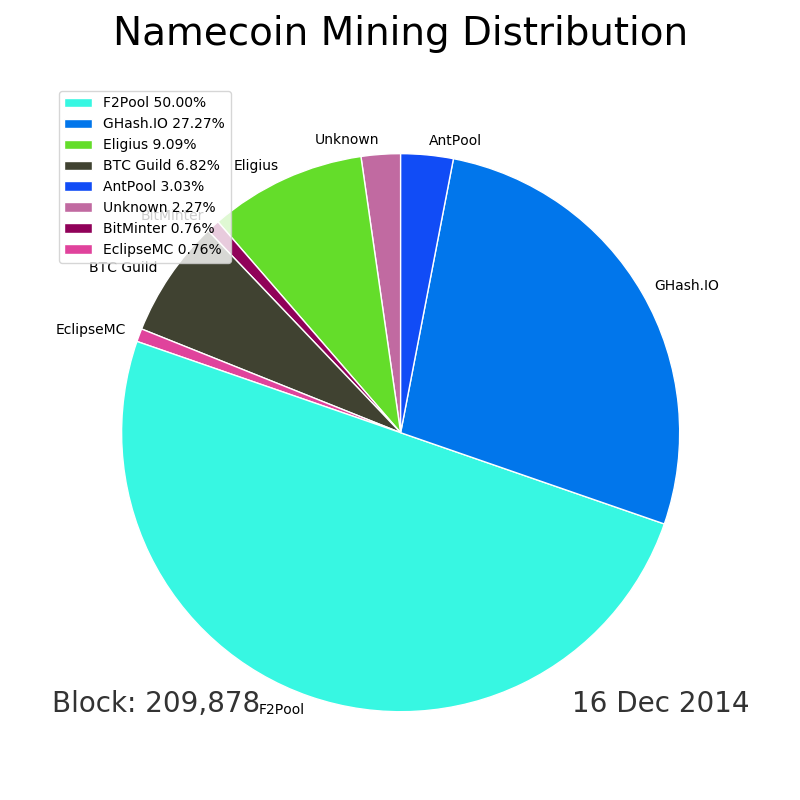 Namecoin Mining Distribution
F2Pool 50.00%
GHash.IO 27.27%
Eligius 9.09%
BTC Guild 6.82%
AntPool 3.03%
Unknown 2.27%
BitMinter 0.76%
EclipseMC 0.76%
Unknown
AntPool
Eligius
BitMinter
BTC Guild
GHash.IO
EclipseMC
Block: 209,878
F2Pool
16 Dec 2014